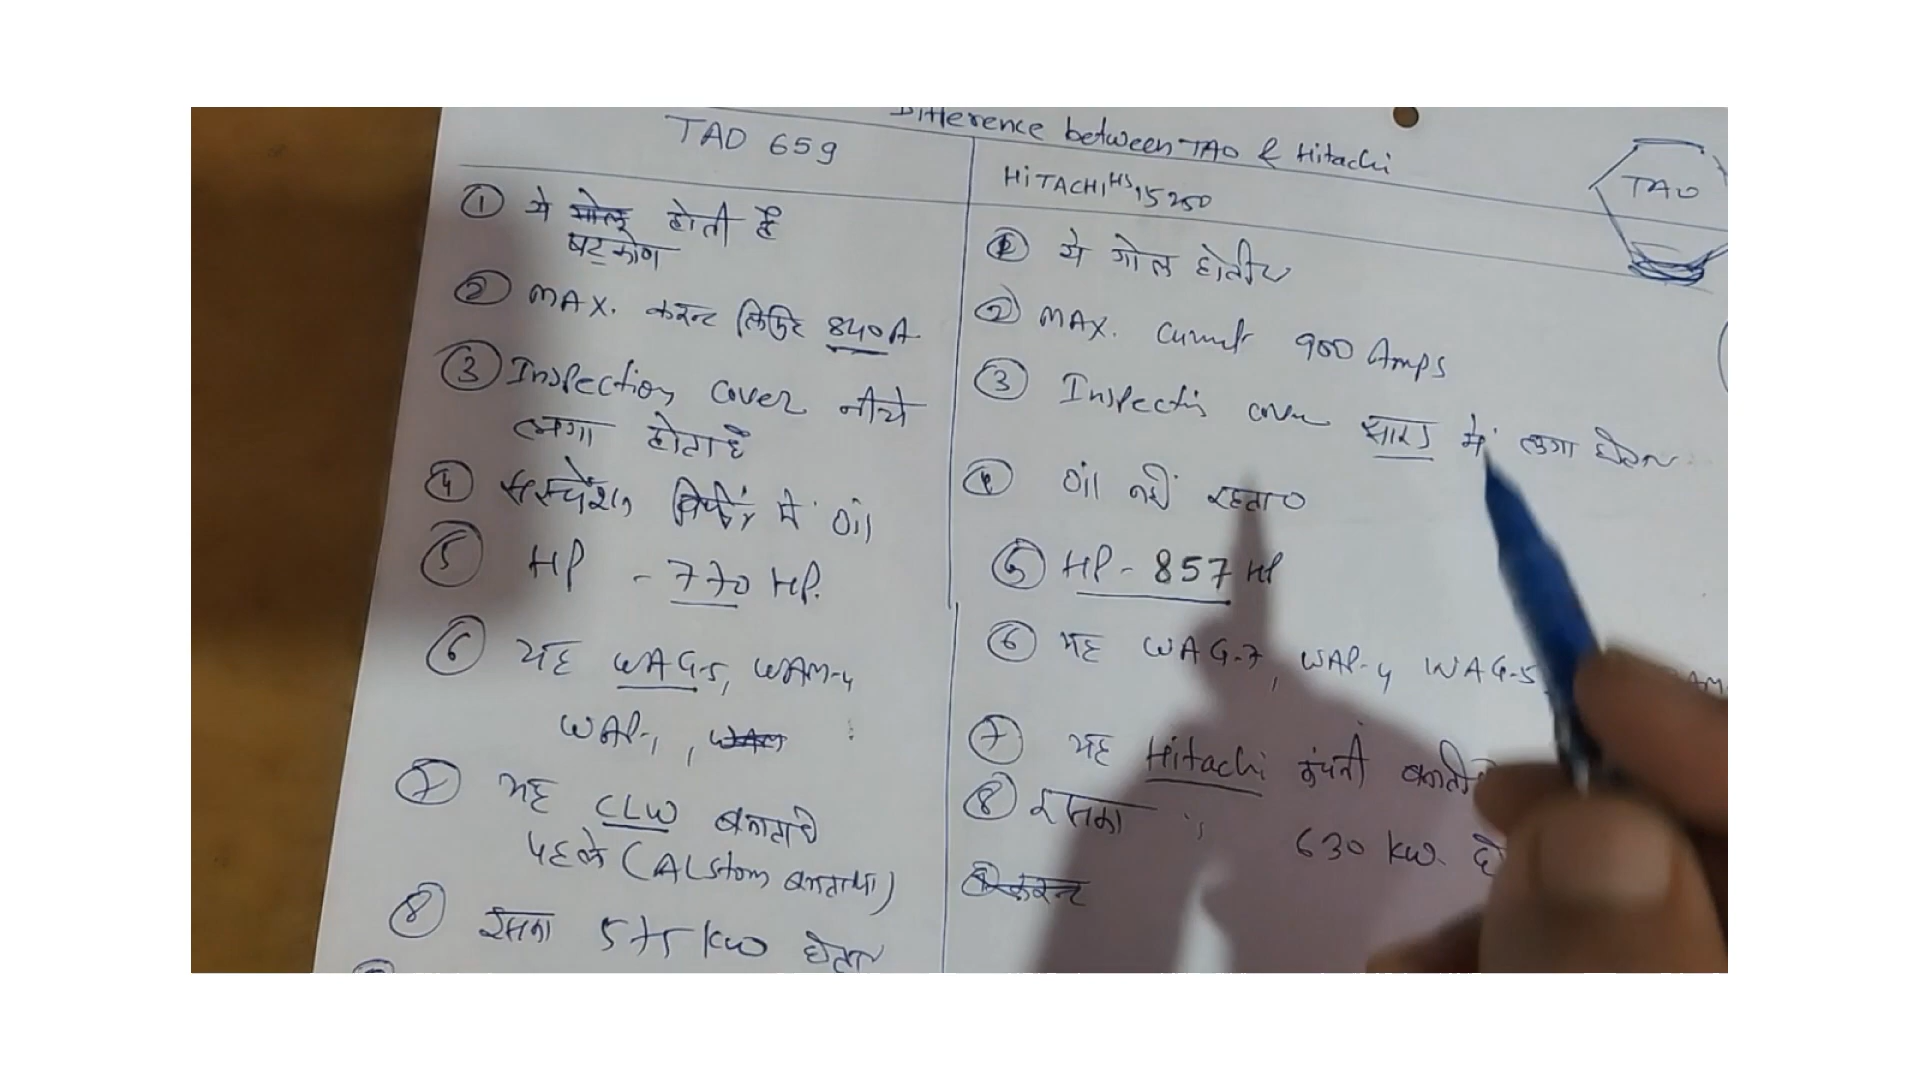 Difference between TAO & Hitachi
TAO 659
HITACHI HS 15250
TAO
① ये गोल होती है
षट्कोण
② MAX. करन्ट लिमिट 840A
③ Inspection cover नीचे
लगा होता है
④ सस्पेंशन बियरिंग में oil
⑤ HP - 770 HP.
⑥ यह WAG-5, WAM-4
WAP-1,
⑦ यह CLW बनाता है
पहले (ALstom बनाता था)
⑧ इसका 575 kw होता
① ये गोल होती है
② MAX. current 900 Amps
③ Inspection cover साइड में लगा होता
④ oil नहीं रहता
⑤ HP - 857 HP
⑥ यह WAG-7, WAP-4 WAG-5, AM
⑦ यह Hitachi कंपनी बनाती
⑧ इसका 630 kw. हो
करन्ट